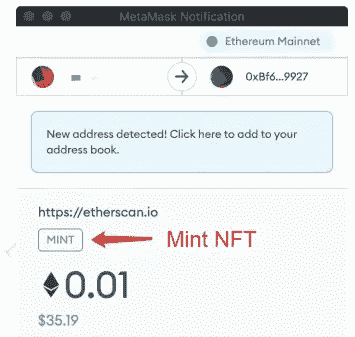 MetaMask Notification
Ethereum Mainnet
0xBf6...9927
New address detected! Click here to add to your
address book.
https://etherscan.io
MINT
Mint NFT
0.01
$35.19